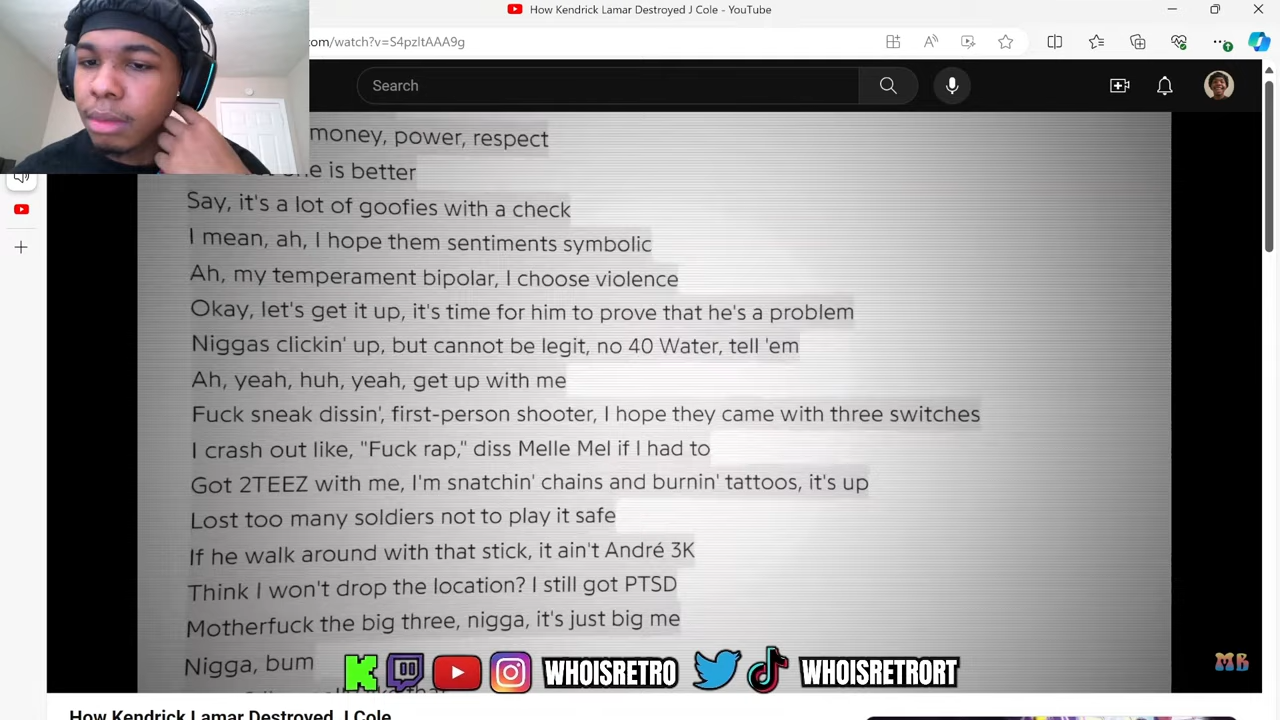 How Kendrick Lamar Destroyed J Cole - YouTube
om/watch?v=S4pzltAAA9g
Search
money, power, respect
ne is better
Say, it's a lot of goofies with a check
I mean, ah, I hope them sentiments symbolic
Ah, my temperament bipolar, I choose violence
Okay, let's get it up, it's time for him to prove that he's a problem
Niggas clickin' up, but cannot be legit, no 40 Water, tell 'em
Ah, yeah, huh, yeah, get up with me
Fuck sneak dissin', first-person shooter, I hope they came with three switches
I crash out like, "Fuck rap," diss Melle Mel if I had to
Got 2TEEZ with me, I'm snatchin' chains and burnin' tattoos, it's up
Lost too many soldiers not to play it safe
If he walk around with that stick, it ain't André 3K
Think I won't drop the location? I still got PTSD
Motherfuck the big three, nigga, it's just big me
Nigga, bum
WHOISRETRO WHOISRETRORT
MB
How Kendrick Lamar Destroyed J Cole